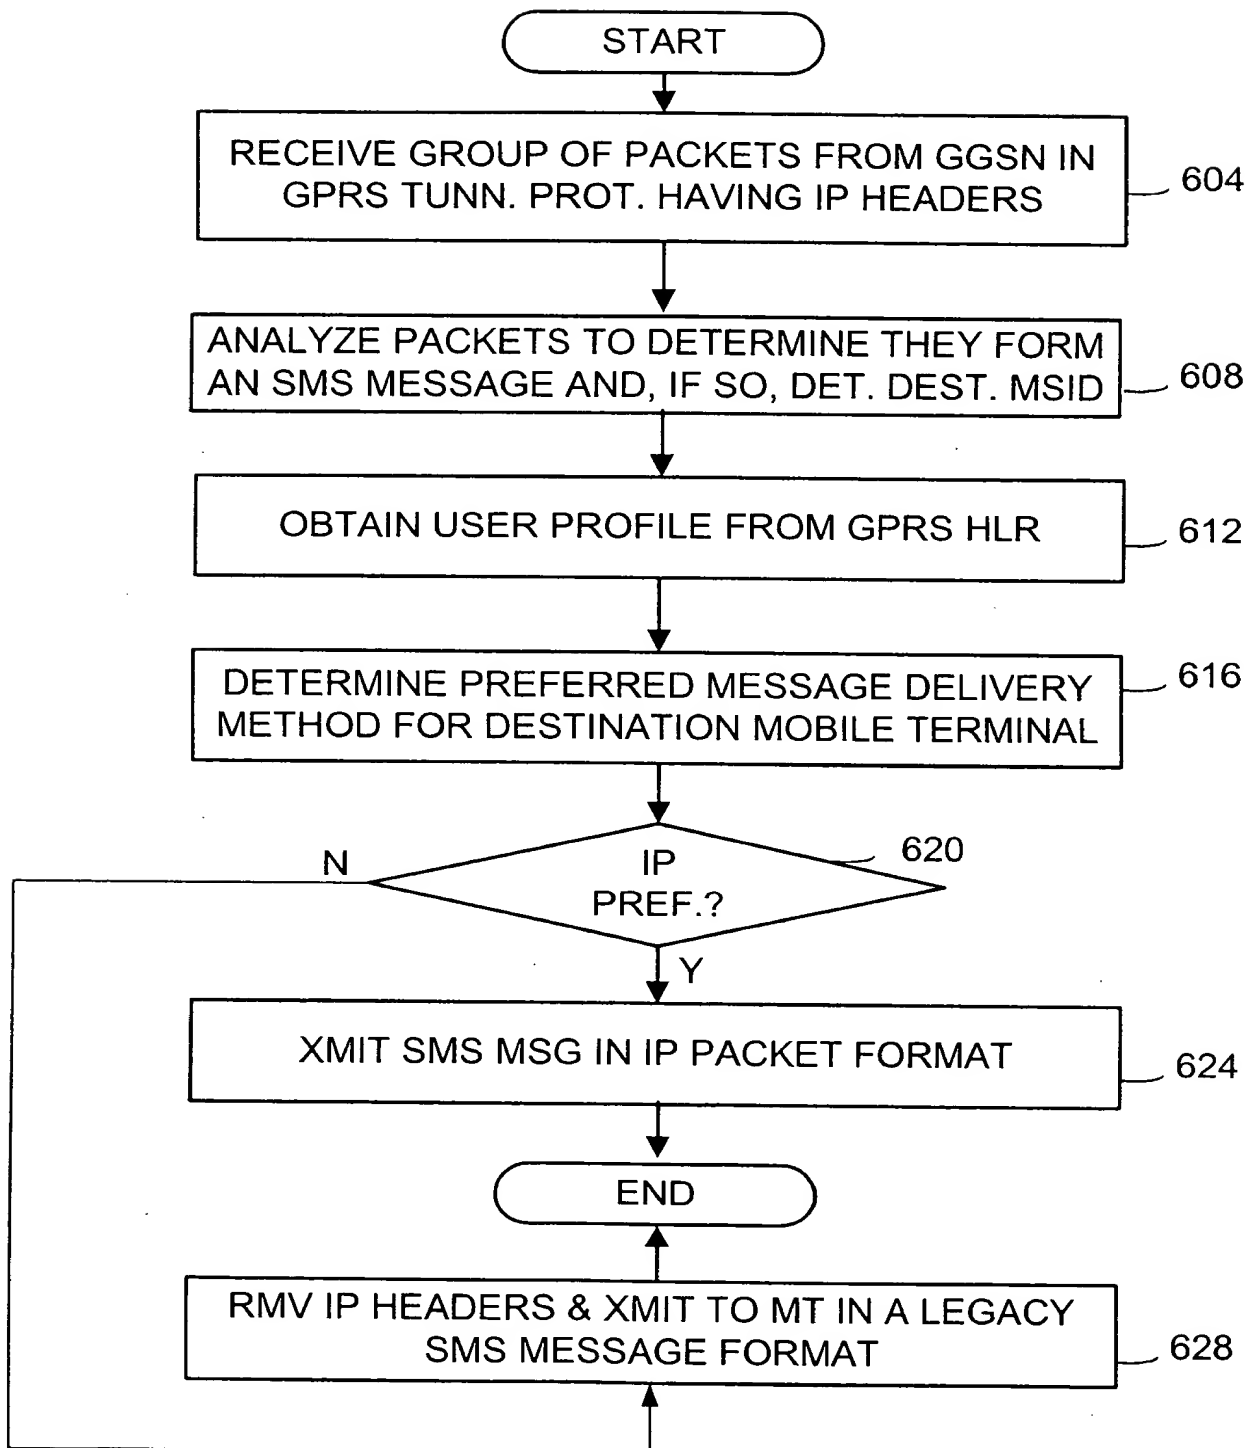 START
RECEIVE GROUP OF PACKETS FROM GGSN IN
GPRS TUNN. PROT. HAVING IP HEADERS
604
ANALYZE PACKETS TO DETERMINE THEY FORM
AN SMS MESSAGE AND, IF SO, DET. DEST. MSID
608
OBTAIN USER PROFILE FROM GPRS HLR
612
DETERMINE PREFERRED MESSAGE DELIVERY
METHOD FOR DESTINATION MOBILE TERMINAL
616
N
IP
PREF.?
620
Y
XMIT SMS MSG IN IP PACKET FORMAT
624
END
RMV IP HEADERS & XMIT TO MT IN A LEGACY
SMS MESSAGE FORMAT
628